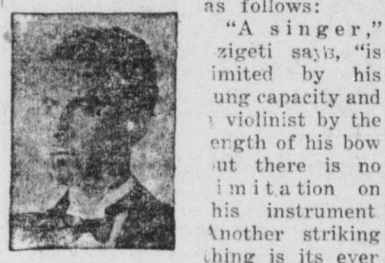 as follows:
"A singer,"
zigeti says, "is
imited by his
ung capacity and
violinist by the
ength of his bow
ut there is no
imitation on
his instrument
Another striking
thing is its ever